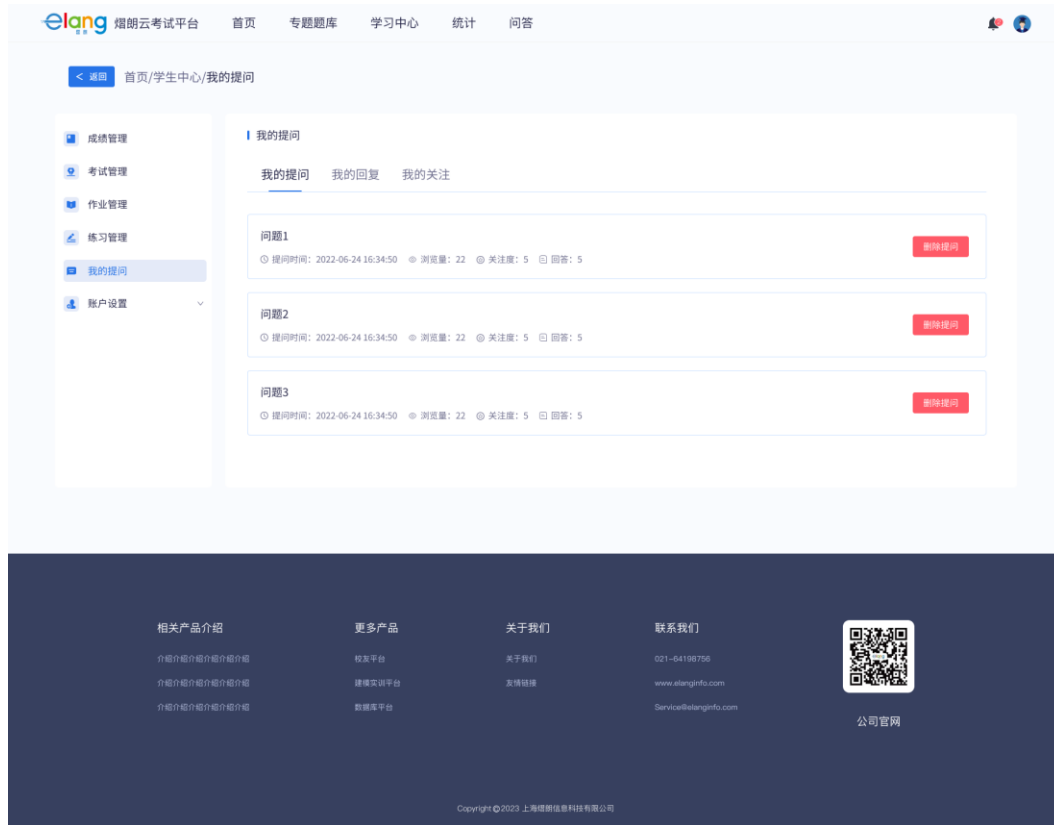 elang 熠朗云考试平台 首页 专题题库 学习中心 统计 问答
< 返回 首页/学生中心/我的提问
成绩管理
考试管理
作业管理
练习管理
我的提问
账户设置
我的提问
我的提问 我的回复 我的关注
问题1
提问时间：2022-06-24 16:34:50 浏览量：22 关注度：5 回答：5
删除提问
问题2
提问时间：2022-06-24 16:34:50 浏览量：22 关注度：5 回答：5
删除提问
问题3
提问时间：2022-06-24 16:34:50 浏览量：22 关注度：5 回答：5
删除提问
相关产品介绍
介绍介绍介绍介绍介绍
介绍介绍介绍介绍介绍
介绍介绍介绍介绍介绍
更多产品
校友平台
建模实训平台
数据库平台
关于我们
关于我们
友情链接
联系我们
021-64198756
www.elanginfo.com
Service@elanginfo.com
公司官网
Copyright ©2023 上海熠朗信息科技有限公司